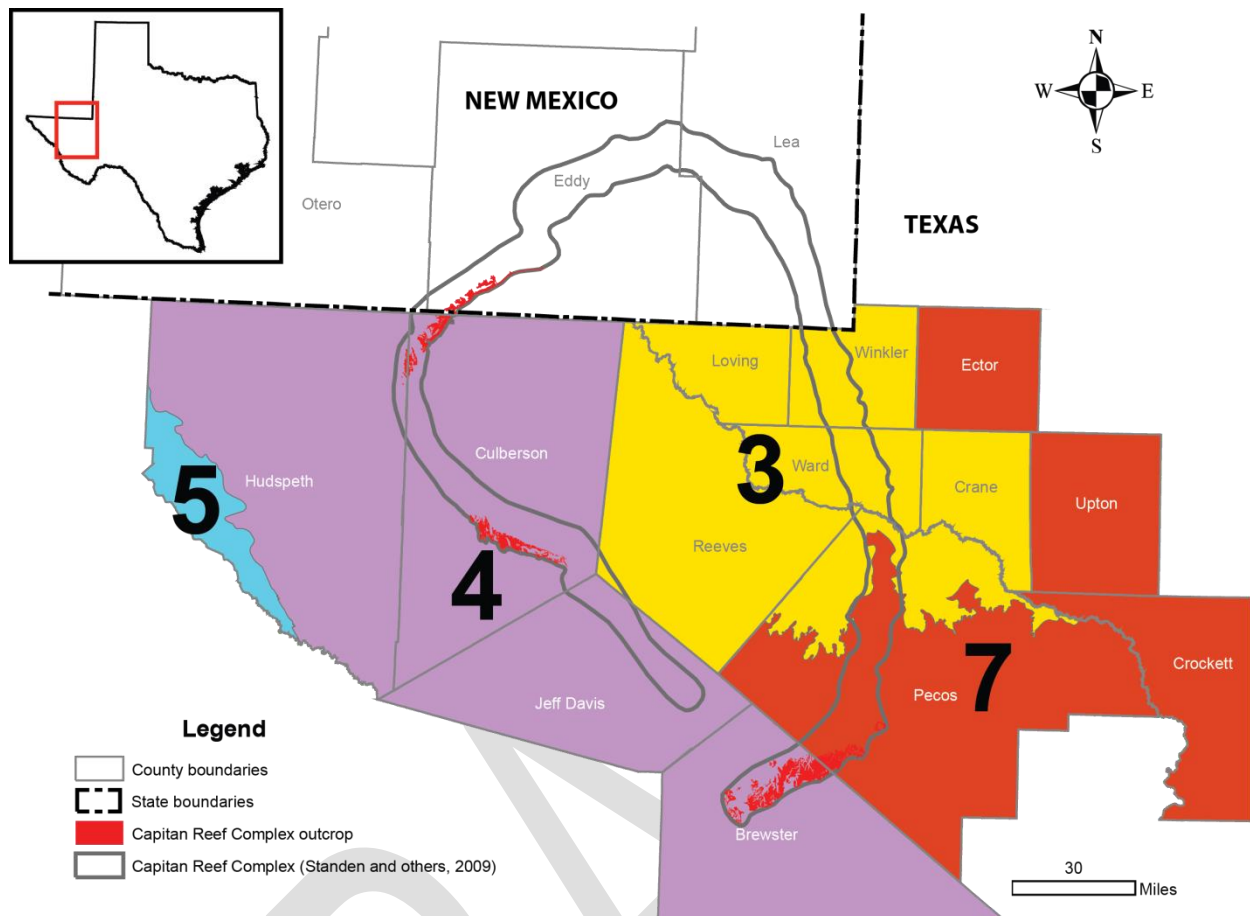 NEW MEXICO
N
W E
S
Lea
Eddy
Otero
TEXAS
Loving
Winkler
Ector
Culberson
Hudspeth
5
3
Ward
Crane
Upton
Reeves
4
7
Crockett
Pecos
Jeff Davis
Brewster
Legend
County boundaries
State boundaries
Capitan Reef Complex outcrop
Capitan Reef Complex (Standen and others, 2009)
30
Miles